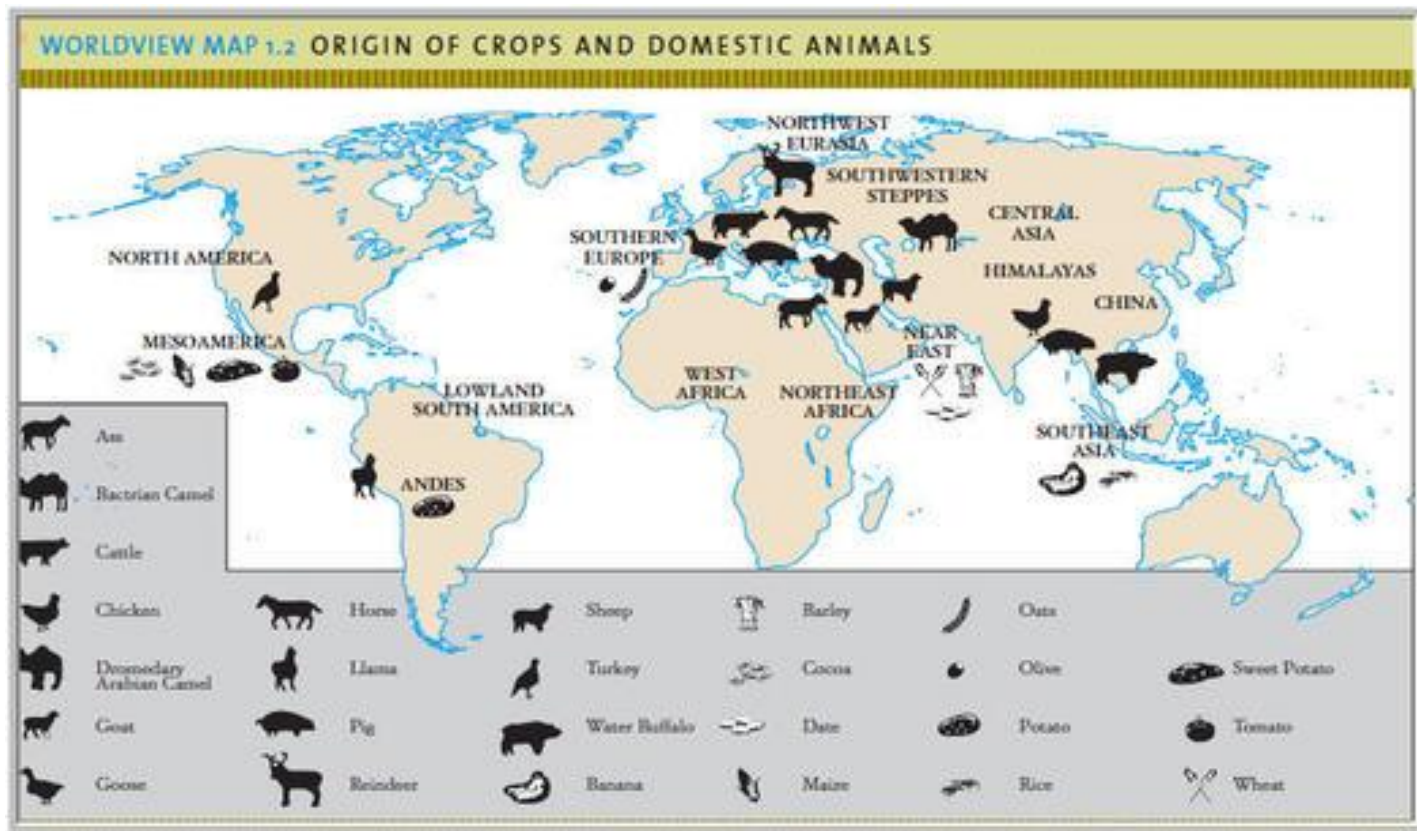 WORLDVIEW MAP 1.2 ORIGIN OF CROPS AND DOMESTIC ANIMALS
NORTHWEST
EURASIA
SOUTHWESTERN
STEPPES
CENTRAL
ASIA
SOUTHERN
EUROPE
NORTH AMERICA
HIMALAYAS
CHINA
MESOAMERICA
NEAR
EAST
WEST
AFRICA
NORTHEAST
AFRICA
LOWLAND
SOUTH AMERICA
SOUTHEAST
ASIA
ANDES
Ass
Bactrian Camel
Cattle
Chicken
Dromedary
Arabian Camel
Goat
Goose
Horse
Llama
Pig
Reindeer
Sheep
Turkey
Water Buffalo
Banana
Barley
Cocoa
Date
Maize
Oats
Olive
Potato
Rice
Sweet Potato
Tomato
Wheat